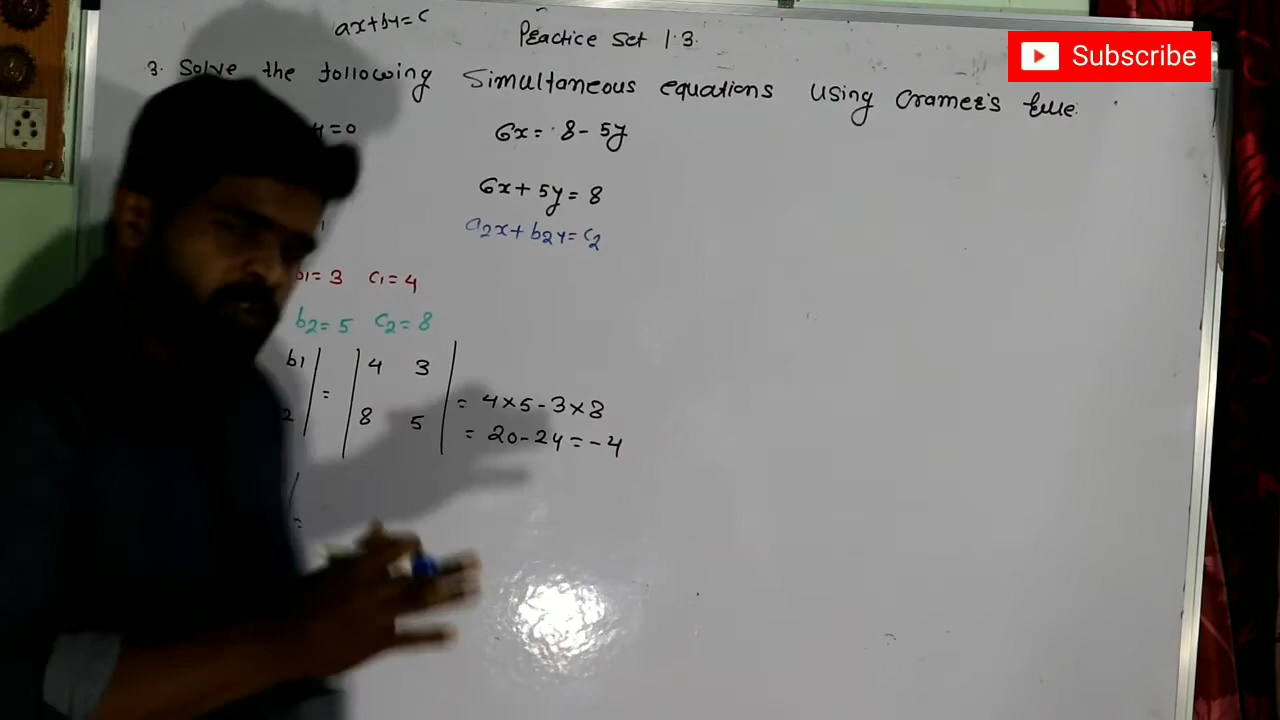 ax+by=c
Practice Set 1.3.
Subscribe
3. Solve the following Simultaneous equations using Cramer's Rule.
y=0
6x= 8-5y
6x+5y=8
a2x+b2y=c2
b1=3 c1=4
b2=5 c2=8
b1 | = | 4 3 |
2 | 8 5 | = 4×5-3×8
= 20-24=-4
=